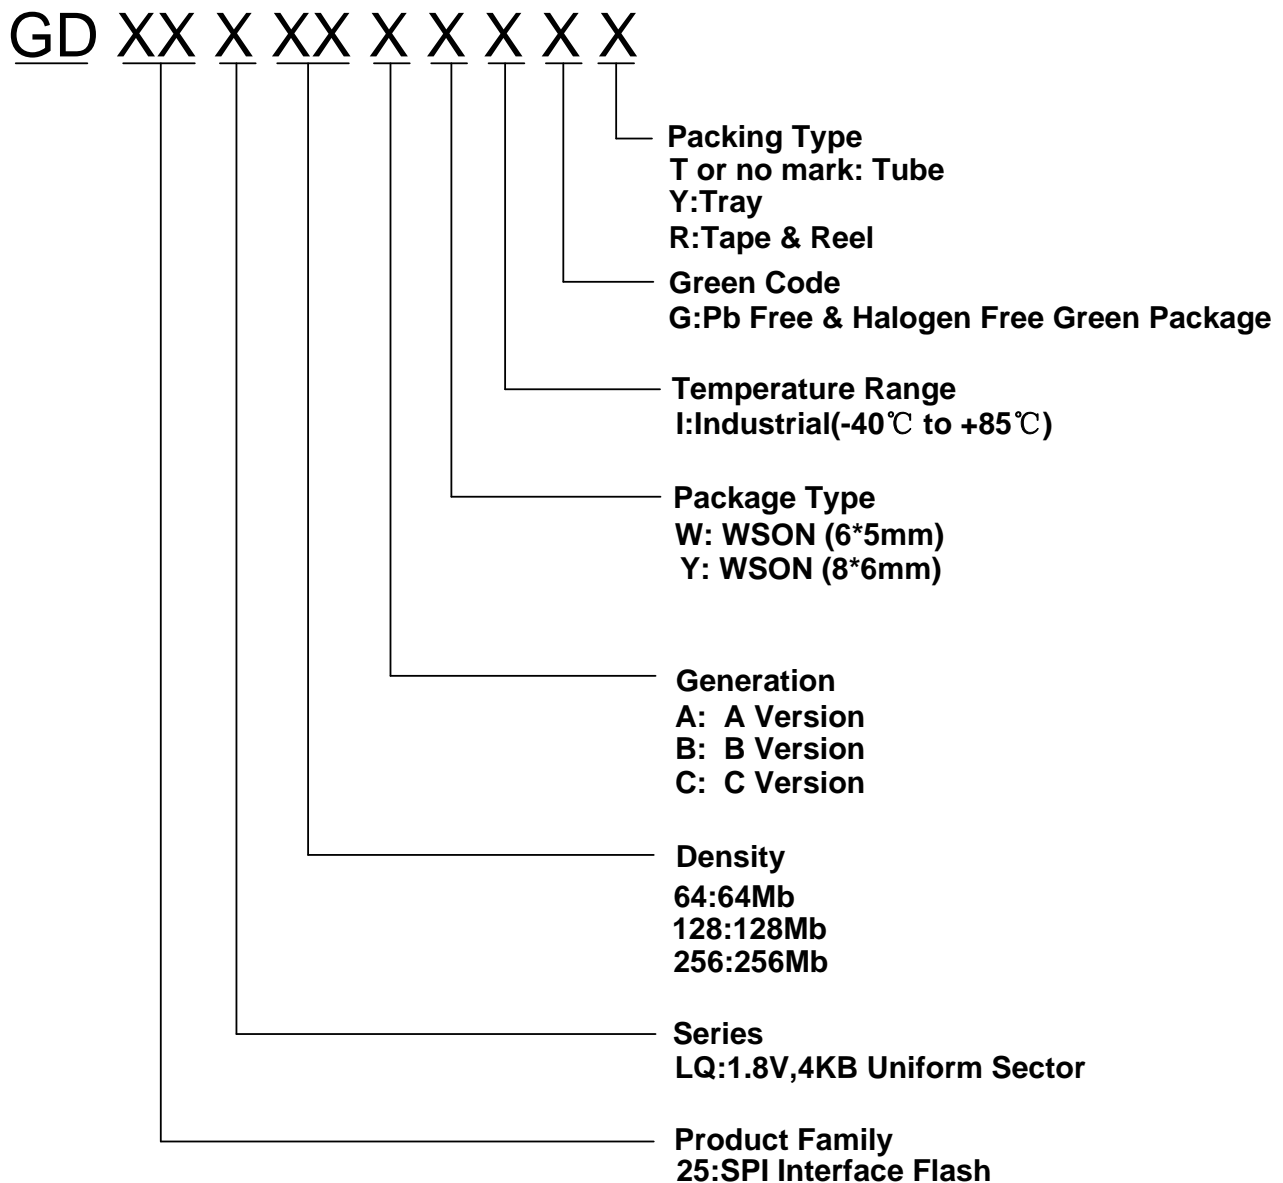 GD XX X XX X X X X X
Packing Type
T or no mark: Tube
Y:Tray
R:Tape & Reel
Green Code
G:Pb Free & Halogen Free Green Package
Temperature Range
I:Industrial(-40℃ to +85℃)
Package Type
W: WSON (6*5mm)
Y: WSON (8*6mm)
Generation
A: A Version
B: B Version
C: C Version
Density
64:64Mb
128:128Mb
256:256Mb
Series
LQ:1.8V,4KB Uniform Sector
Product Family
25:SPI Interface Flash